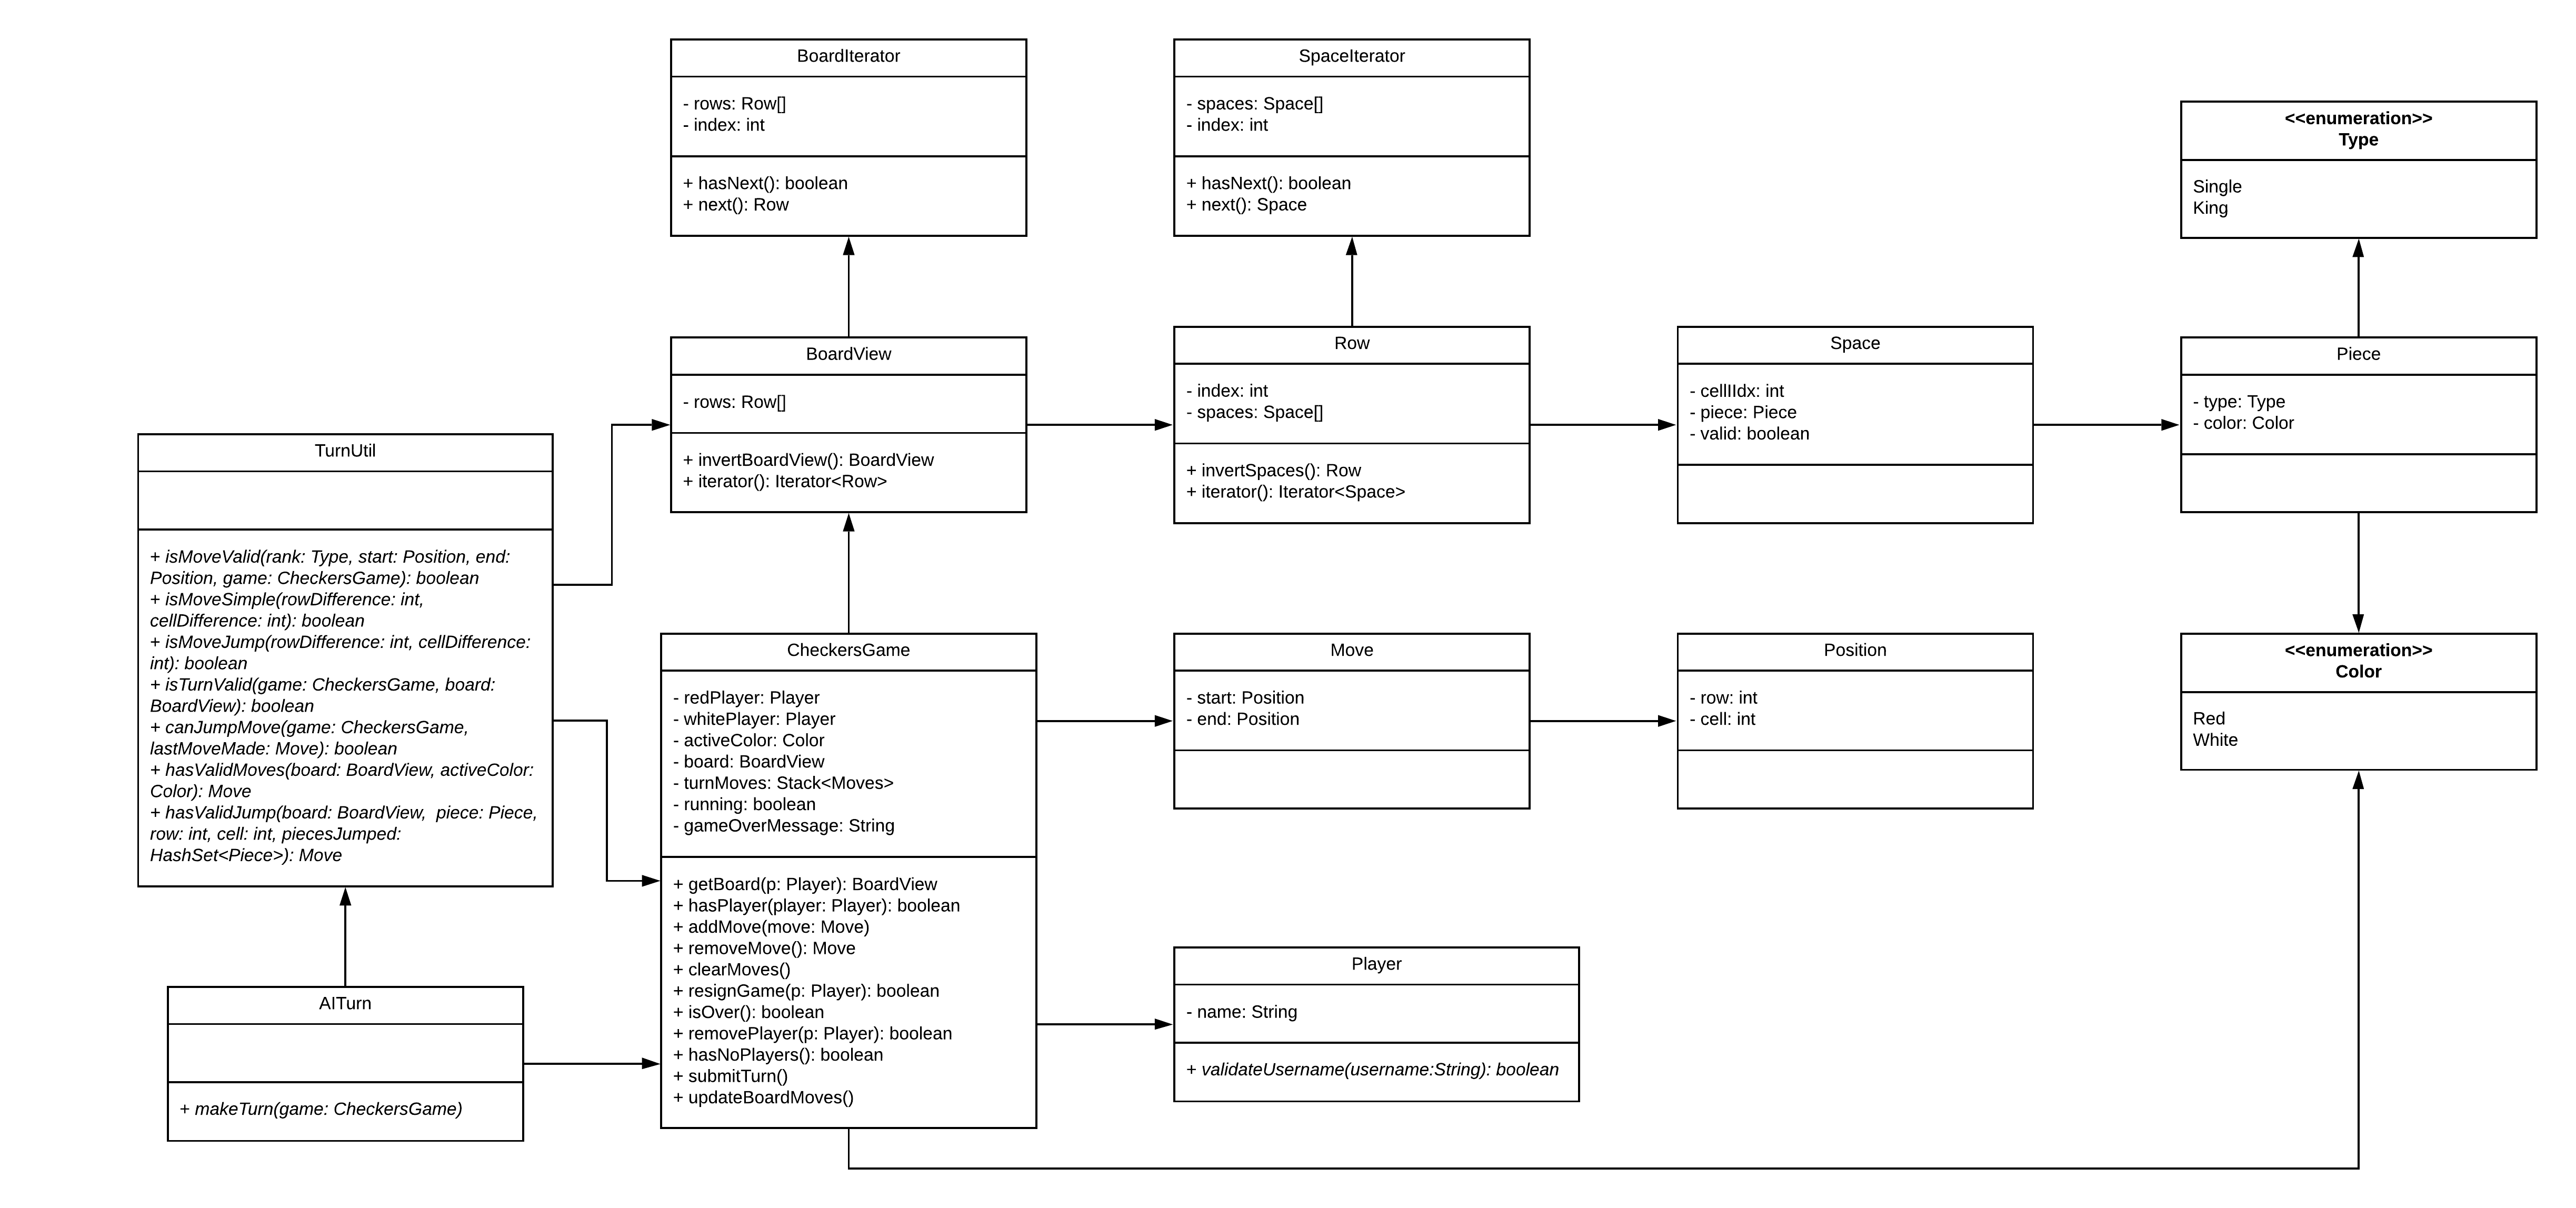 BoardIterator
- rows: Row[]
- index: int
+ hasNext(): boolean
+ next(): Row
SpaceIterator
- spaces: Space[]
- index: int
+ hasNext(): boolean
+ next(): Space
<<enumeration>>
Type
Single
King
BoardView
- rows: Row[]
+ invertBoardView(): BoardView
+ iterator(): Iterator<Row>
Row
- index: int
- spaces: Space[]
+ invertSpaces(): Row
+ iterator(): Iterator<Space>
Space
- cellIIdx: int
- piece: Piece
- valid: boolean
Piece
- type: Type
- color: Color
TurnUtil
+ isMoveValid(rank: Type, start: Position, end:
Position, game: CheckersGame): boolean
+ isMoveSimple(rowDifference: int,
cellDifference: int): boolean
+ isMoveJump(rowDifference: int, cellDifference:
int): boolean
+ isTurnValid(game: CheckersGame, board:
BoardView): boolean
+ canJumpMove(game: CheckersGame,
lastMoveMade: Move): boolean
+ hasValidMoves(board: BoardView, activeColor:
Color): Move
+ hasValidJump(board: BoardView,  piece: Piece,
row: int, cell: int, piecesJumped:
HashSet<Piece>): Move
CheckersGame
- redPlayer: Player
- whitePlayer: Player
- activeColor: Color
- board: BoardView
- turnMoves: Stack<Moves>
- running: boolean
- gameOverMessage: String
+ getBoard(p: Player): BoardView
+ hasPlayer(player: Player): boolean
+ addMove(move: Move)
+ removeMove(): Move
+ clearMoves()
+ resignGame(p: Player): boolean
+ isOver(): boolean
+ removePlayer(p: Player): boolean
+ hasNoPlayers(): boolean
+ submitTurn()
+ updateBoardMoves()
Move
- start: Position
- end: Position
Position
- row: int
- cell: int
<<enumeration>>
Color
Red
White
Player
- name: String
+ validateUsername(username:String): boolean
AITurn
+ makeTurn(game: CheckersGame)